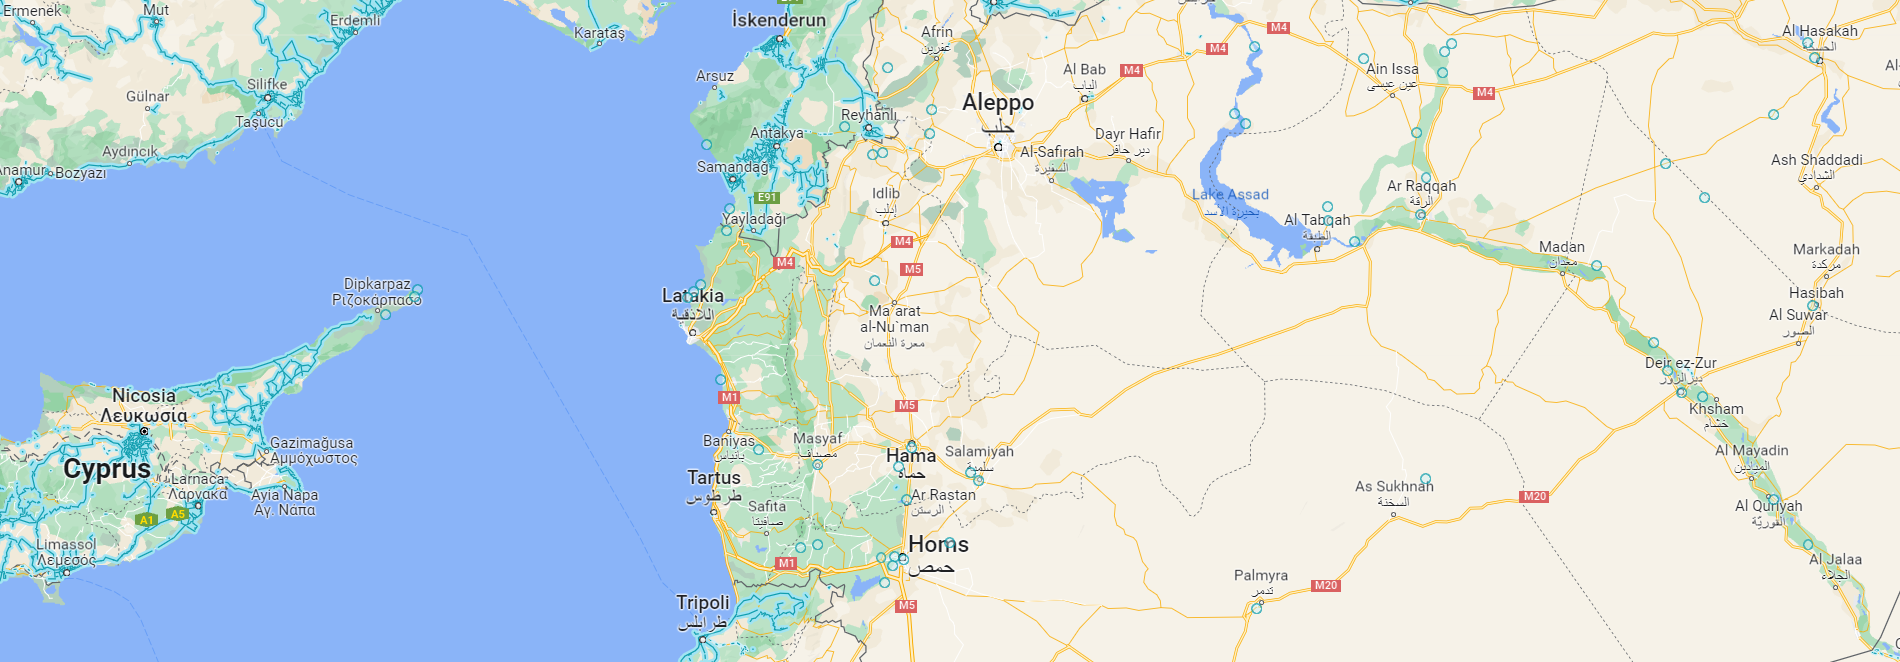 Ermenek
Mut
Erdemli
Karataş
İskenderun
Afrin
عفرين
M4
M4
Al Hasakah
الحسكة
Silifke
Gülnar
Taşucu
Arsuz
Al Bab
الباب
M4
Ain Issa
عين عيسى
M4
Aleppo
حلب
Reyhanlı
Antakya
Dayr Hafir
دير حافر
Al-Safirah
السفيرة
Aydıncık
Anamur
Bozyazı
Samandağ
E91
Yayladağı
Idlib
إدلب
Lake Assad
بحيرة الأسد
Ash Shaddadi
الشدادي
Ar Raqqah
الرقة
Al Tabqah
الطبقة
M4
M4
M5
Madan
معدان
Markadah
مركدة
Dipkarpaz
Ριζοκάρπασο
Latakia
اللاذقية
Ma'arat
al-Nu`man
معرة النعمان
Hasibah
Al Suwar
الصور
Deir ez-Zur
ديرالزور
Nicosia
Λευκωσία
M1
M5
Khsham
خشام
Gazimağusa
Αμμόχωστος
Baniyas
بانياس
Masyaf
مصياف
Hama
حماة
Salamiyah
سلمية
Al Mayadin
الميادين
Cyprus
Larnaca
Λάρνακα
Ayia Napa
Αγ. Νάπα
Tartus
طرطوس
Safita
صافيتا
Ar Rastan
الرستن
As Sukhnah
السخنة
M20
Al Quriyah
القوريّة
A1
A5
Limassol
Λεμεσός
Homs
حمص
M1
Palmyra
تدمر
M20
Al Jalaa
الجلاء
Tripoli
طرابلس
M5